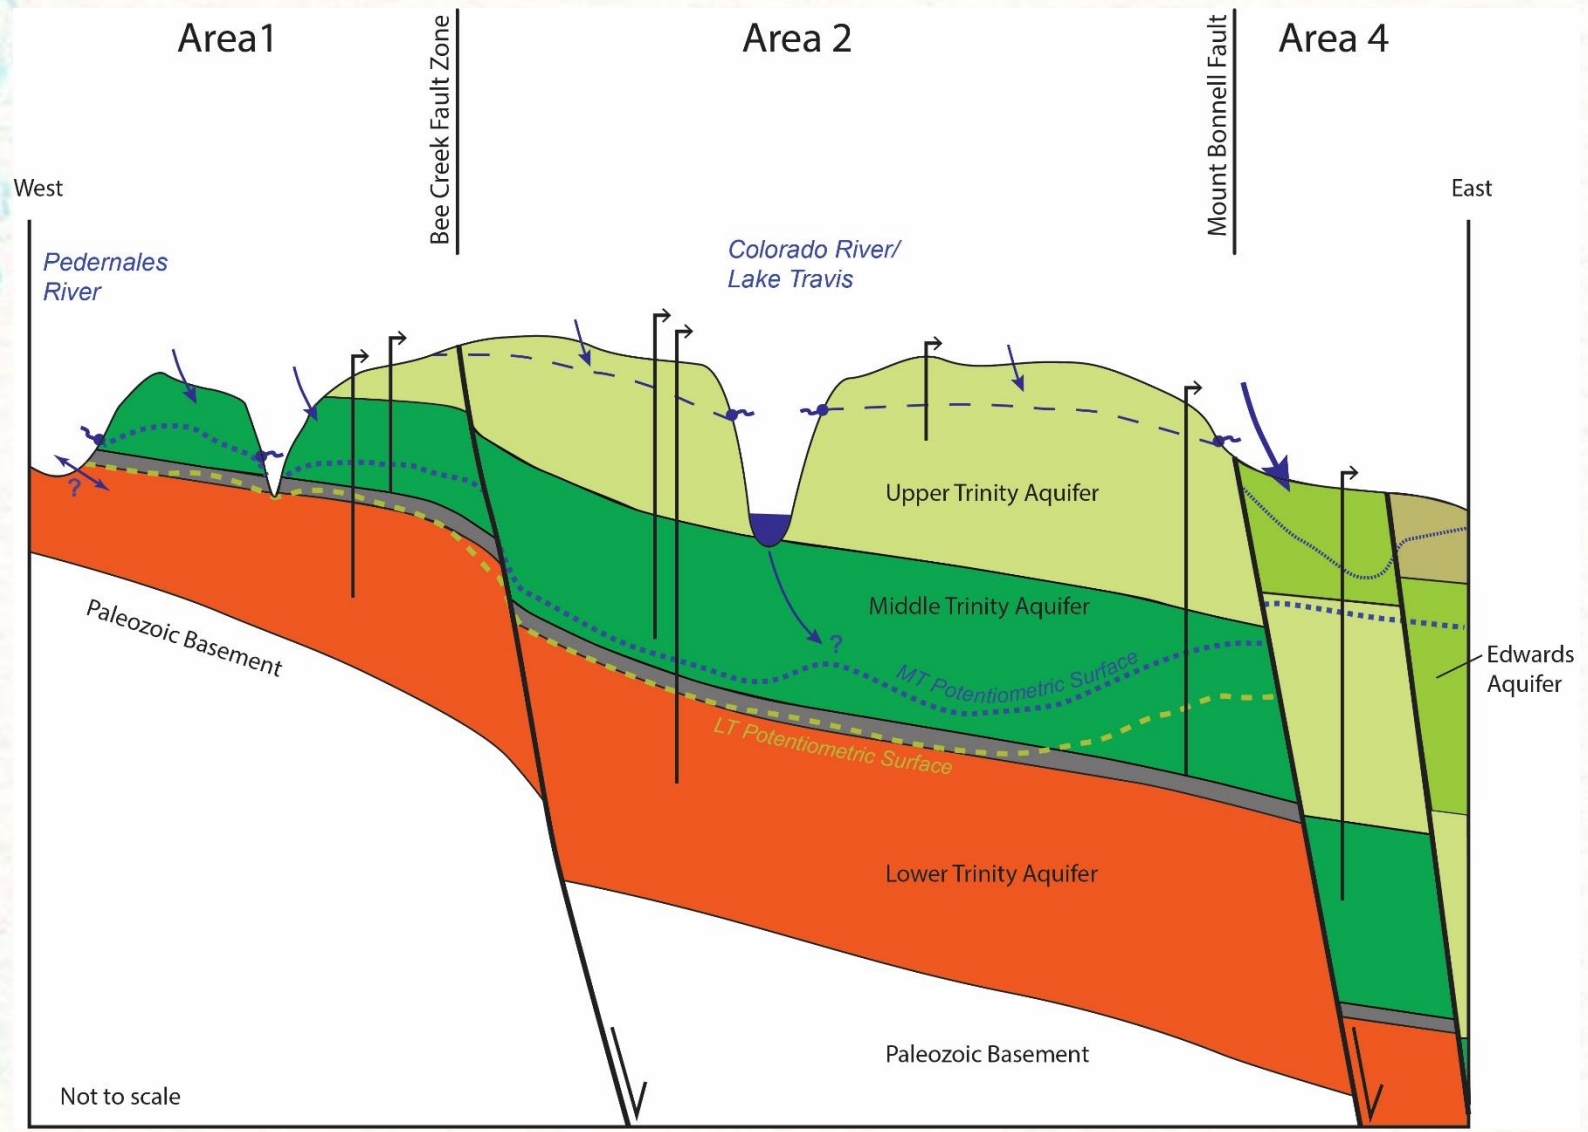 Area1
Area 2
Area 4
Bee Creek Fault Zone
Mount Bonnell Fault
West
East
Pedernales
River
Colorado River/
Lake Travis
?
Upper Trinity Aquifer
Middle Trinity Aquifer
?
MT Potentiometric Surface
LT Potentiometric Surface
Edwards
Aquifer
Paleozoic Basement
Lower Trinity Aquifer
Paleozoic Basement
Not to scale